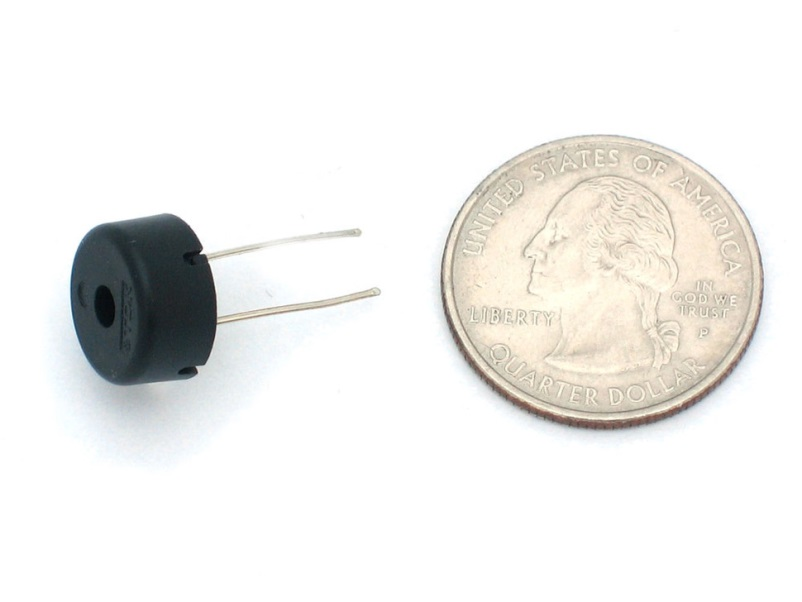 UNITED STATES OF AMERICA
LIBERTY
IN
GOD WE
TRUST
P
QUARTER DOLLAR